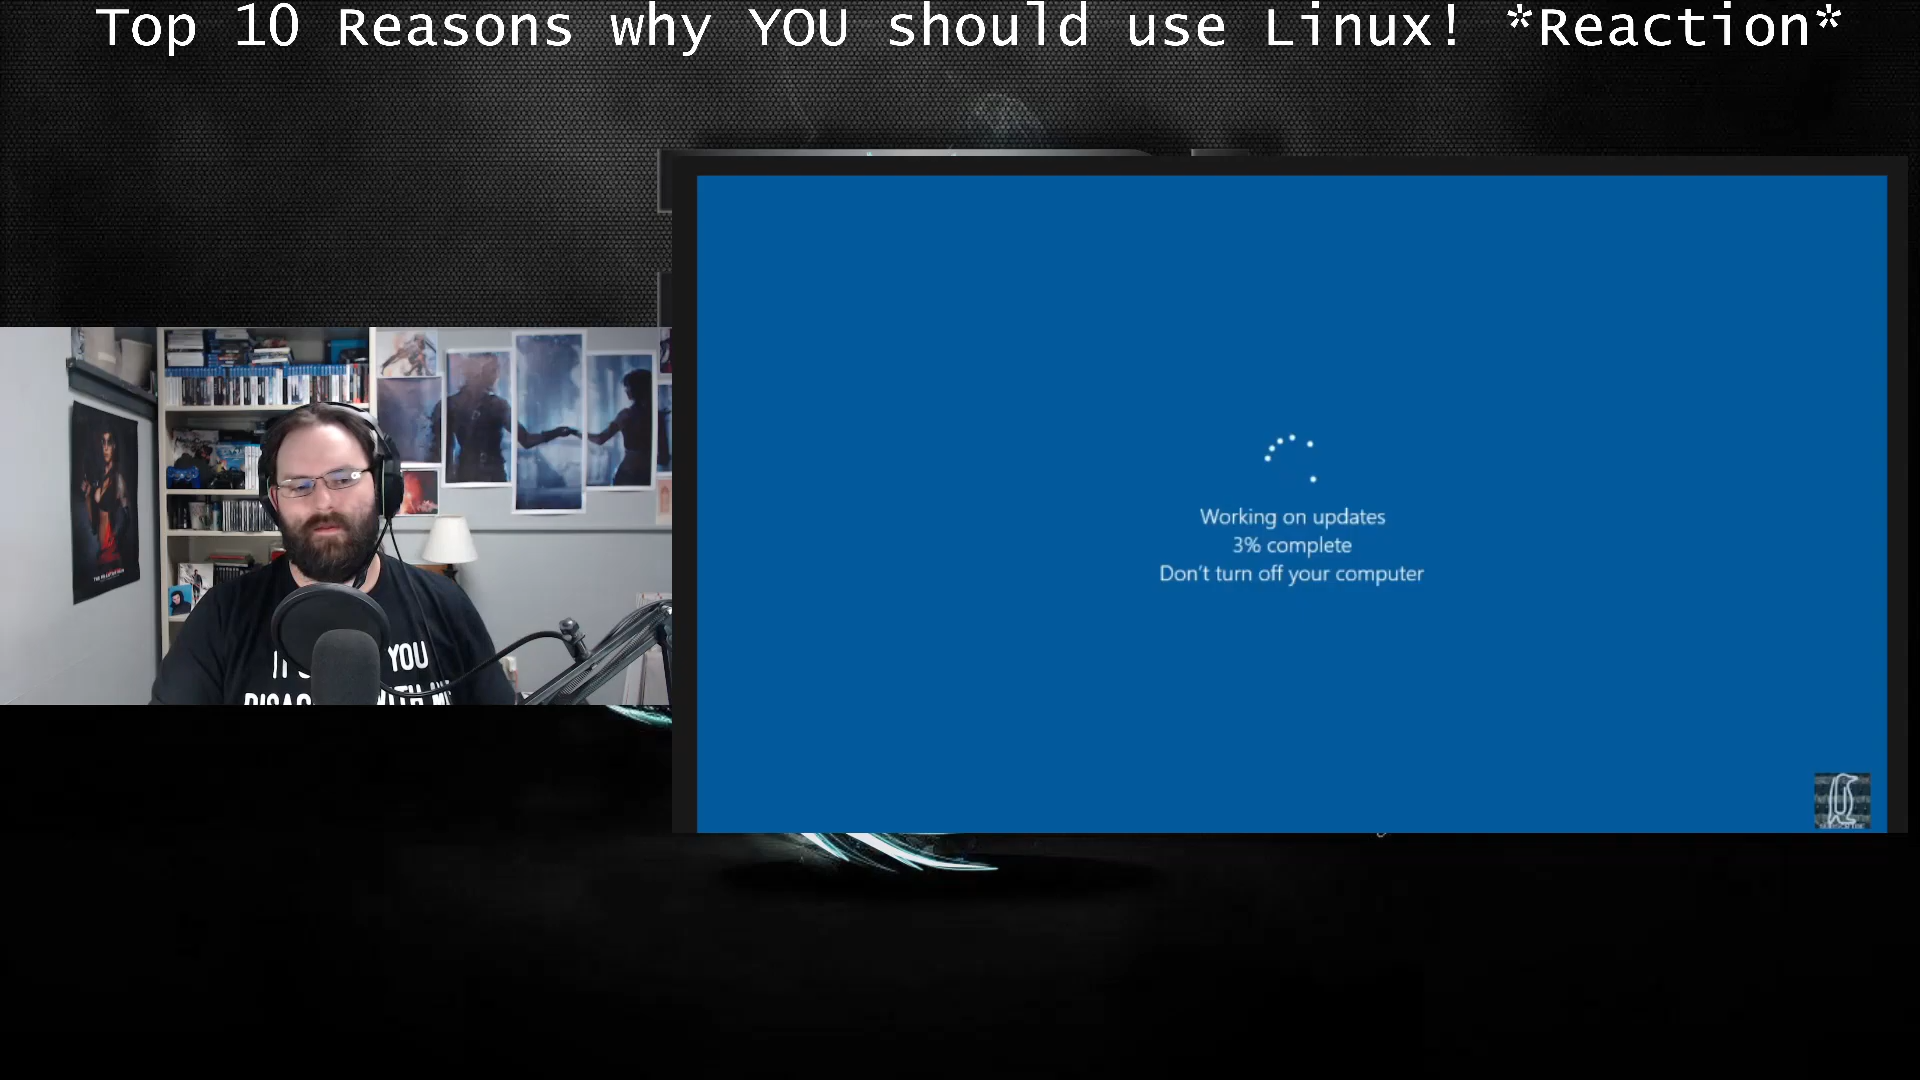 Top 10 Reasons why YOU should use Linux! *Reaction*
Working on updates
3% complete
Don't turn off your computer
YOU